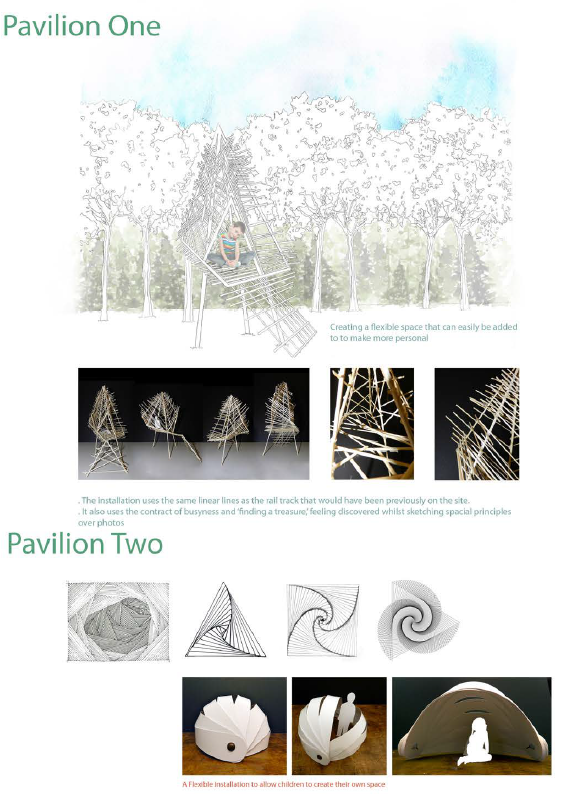 Pavilion One
Creating a flexible space that can easily be added
to to make more personal
. The installation uses the same linear lines as the rail track that would have been previously on the site.
. It also uses the contract of busyness and 'finding a treasure,' feeling discovered whilst sketching spacial principles
over photos
Pavilion Two
A Flexible installation to allow children to create their own space